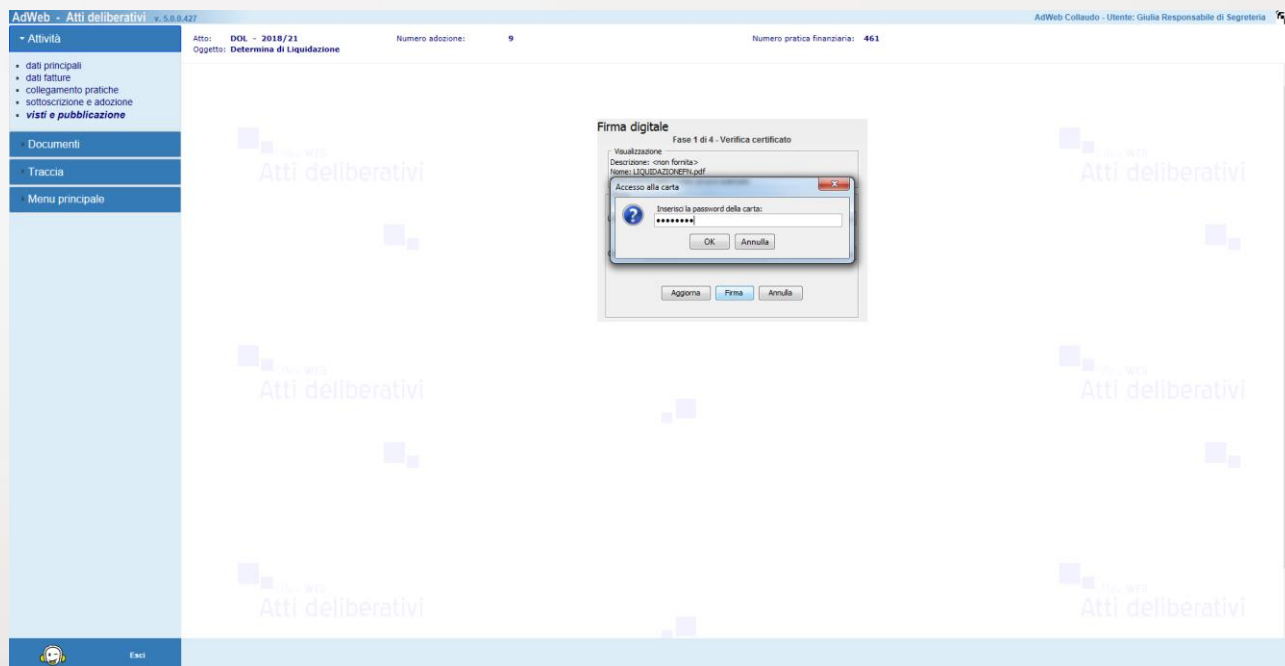 AdWeb - Atti deliberativi v. 5.0.0.427
AdWeb Collaudo - Utente: Giulia Responsabile di Segreteria
Attività
Atto: DOL - 2018/21 Numero adozione: 9 Numero pratica finanziaria: 461
Oggetto: Determina di Liquidazione
dati principali
dati fatture
collegamento pratiche
sottoscrizione e adozione
visti e pubblicazione
Documenti
Traccia
Menu principale
Firma digitale
Fase 1 di 4 - Verifica certificato
Visualizzazione
Descrizione: <non fornita>
Nome: LIQUIDAZIONEFN.pdf
Accesso alla carta
Inserisci la password della carta:
••••••••
OK Annulla
Aggiorna Firma Annulla
Atti deliberativi
Atti deliberativi
Atti deliberativi
Atti deliberativi
Atti deliberativi
Atti deliberativi
Esci